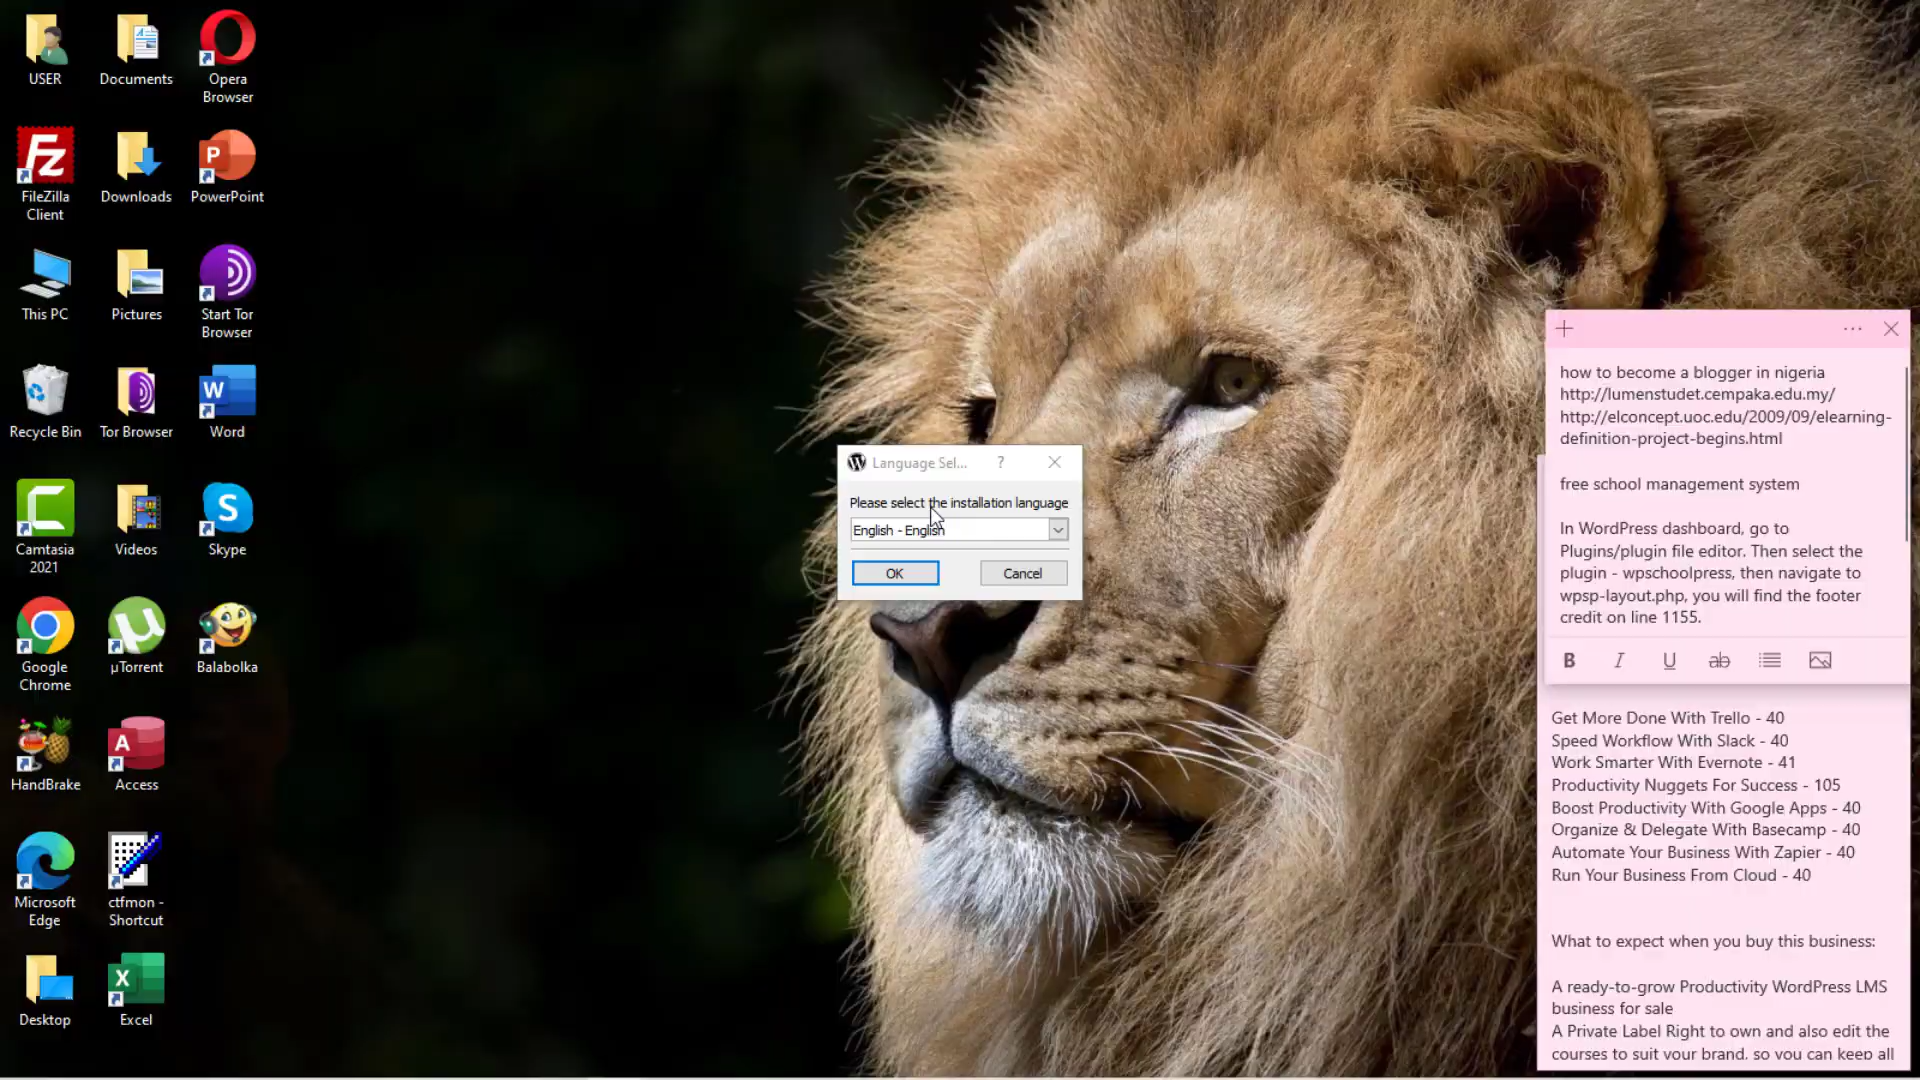 USER
Documents
Opera
Browser
FileZilla
Client
Downloads
PowerPoint
This PC
Pictures
Start Tor
Browser
Recycle Bin
Tor Browser
Word
Camtasia
2021
Videos
Skype
Google
Chrome
µTorrent
Balabolka
HandBrake
Access
Microsoft
Edge
ctfmon -
Shortcut
Desktop
Excel
Language Sel...
Please select the installation language
English - English
OK
Cancel
how to become a blogger in nigeria
http://lumenstudet.cempaka.edu.my/
http://elconcept.uoc.edu/2009/09/elearning-
definition-project-begins.html
free school management system
In WordPress dashboard, go to
Plugins/plugin file editor. Then select the
plugin - wpschoolpress, then navigate to
wpsp-layout.php, you will find the footer
credit on line 1155.
B I U ab
Get More Done With Trello - 40
Speed Workflow With Slack - 40
Work Smarter With Evernote - 41
Productivity Nuggets For Success - 105
Boost Productivity With Google Apps - 40
Organize & Delegate With Basecamp - 40
Automate Your Business With Zapier - 40
Run Your Business From Cloud - 40
What to expect when you buy this business:
A ready-to-grow Productivity WordPress LMS
business for sale
A Private Label Right to own and also edit the
courses to suit your brand, so you can keep all